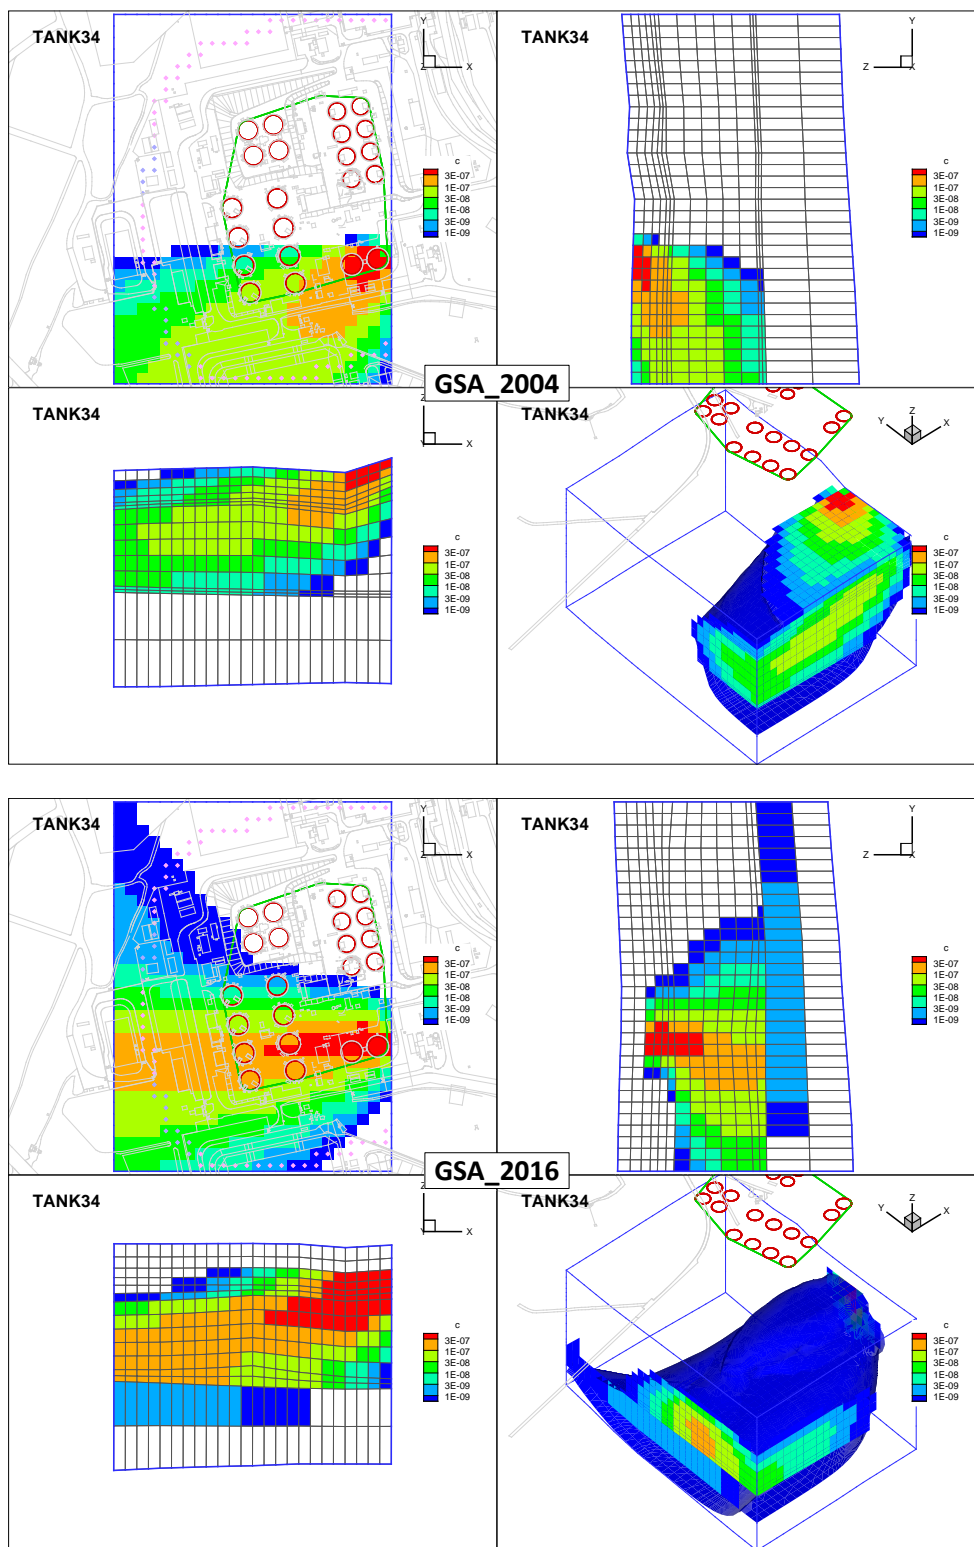 TANK34
Y
Z
X
c
3E-07
1E-07
3E-08
1E-08
3E-09
1E-09
TANK34
Y
Z
X
c
3E-07
1E-07
3E-08
1E-08
3E-09
1E-09
GSA_2004
TANK34
Y
X
c
3E-07
1E-07
3E-08
1E-08
3E-09
1E-09
TANK34
Z
Y
X
c
3E-07
1E-07
3E-08
1E-08
3E-09
1E-09
TANK34
Y
Z
X
c
3E-07
1E-07
3E-08
1E-08
3E-09
1E-09
TANK34
Y
Z
X
c
3E-07
1E-07
3E-08
1E-08
3E-09
1E-09
GSA_2016
TANK34
Y
X
c
3E-07
1E-07
3E-08
1E-08
3E-09
1E-09
TANK34
Z
Y
X
c
3E-07
1E-07
3E-08
1E-08
3E-09
1E-09